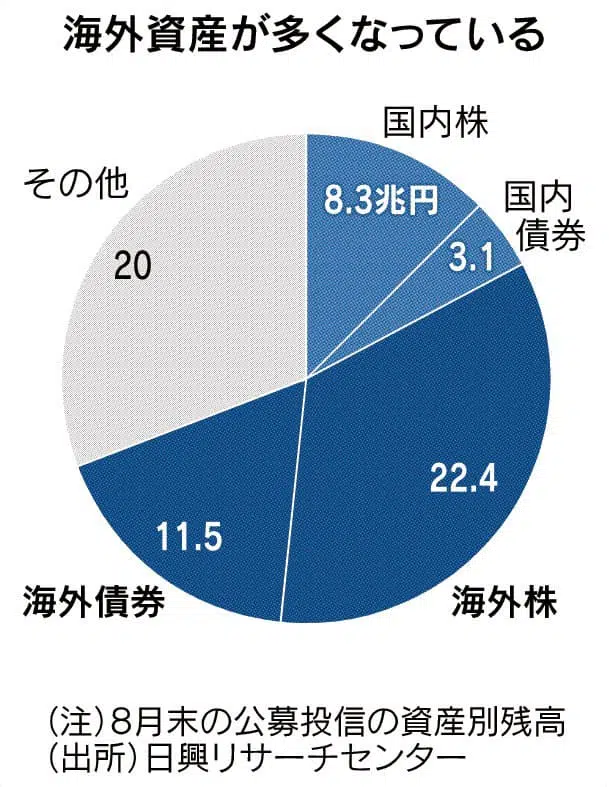 海外資産が多くなっている
国内株
8.3兆円
国内
債券
3.1
その他
20
22.4
11.5
海外債券
海外株
(注)8月末の公募投信の資産別残高
(出所)日興リサーチセンター